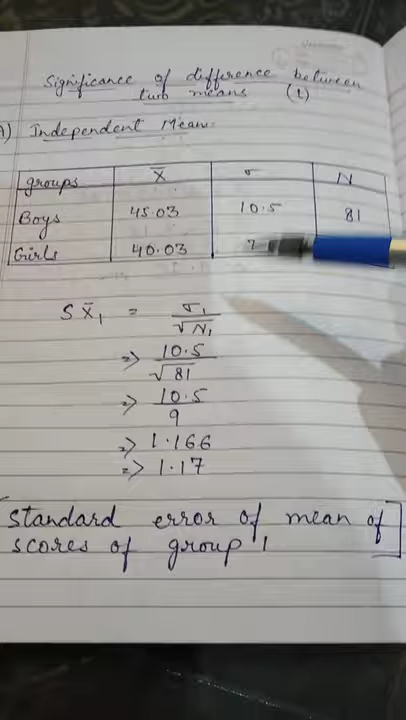 Significance of difference between
two means (t)
A) Independent Mean:
groups X̄ σ N
Boys 45.03 10.5 81
Girls 40.03
SX̄₁ = σ₁/√N₁
⇒ 10.5/√81
⇒ 10.5/9
⇒ 1.166
⇒ 1.17
[standard error of mean of
scores of group 1]